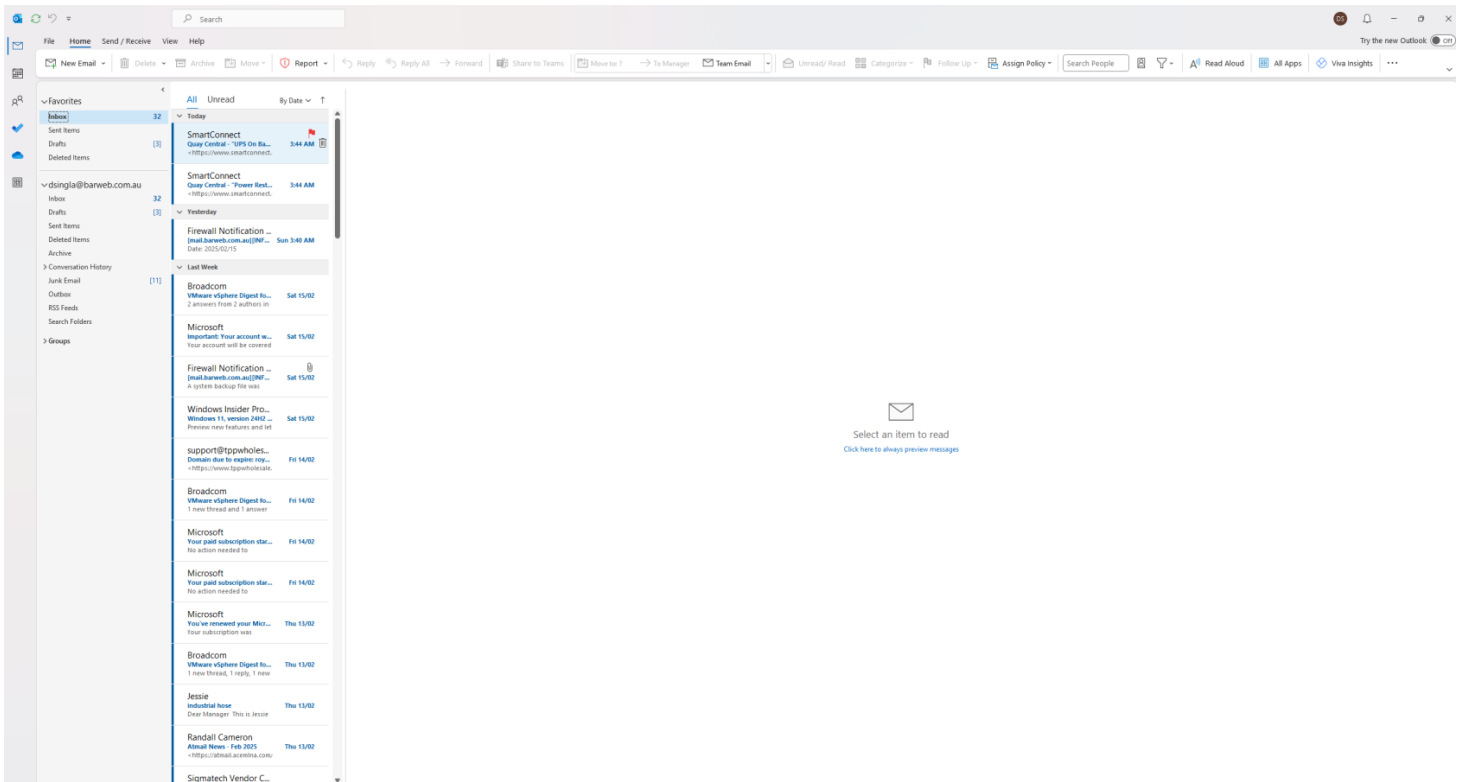 Search
DS
File Home Send / Receive View Help
Try the new Outlook Off
New Email Delete Archive Move Report Reply Reply All Forward Share to Teams Move to: ? To Manager Team Email Unread/ Read Categorize Follow Up Assign Policy Search People Read Aloud All Apps Viva Insights ...
Favorites
Inbox 32
Sent Items
Drafts [3]
Deleted Items
dsingla@barweb.com.au
Inbox 32
Drafts [3]
Sent Items
Deleted Items
Archive
Conversation History
Junk Email [11]
Outbox
RSS Feeds
Search Folders
Groups
All Unread By Date
Today
SmartConnect
Quay Central - "UPS On Ba... 3:44 AM
<https://www.smartconnect.
SmartConnect
Quay Central - "Power Rest... 3:44 AM
<https://www.smartconnect.
Yesterday
Firewall Notification ...
[mail.barweb.com.au][INF... Sun 3:40 AM
Date: 2025/02/15
Last Week
Broadcom
VMware vSphere Digest fo... Sat 15/02
2 answers from 2 authors in
Microsoft
Important: Your account w... Sat 15/02
Your account will be covered
Firewall Notification ...
[mail.barweb.com.au][INF... Sat 15/02
A system backup file was
Windows Insider Pro...
Windows 11, version 24H2 ... Sat 15/02
Preview new features and let
support@tppwholes...
Domain due to expire: roy... Fri 14/02
<https://www.tppwholesale.
Broadcom
VMware vSphere Digest fo... Fri 14/02
1 new thread and 1 answer
Microsoft
Your paid subscription star... Fri 14/02
No action needed to
Microsoft
Your paid subscription star... Fri 14/02
No action needed to
Microsoft
You've renewed your Micr... Thu 13/02
Your subscription was
Broadcom
VMware vSphere Digest fo... Thu 13/02
1 new thread, 1 reply, 1 new
Jessie
industrial hose Thu 13/02
Dear Manager This is Jessie
Randall Cameron
Atmail News - Feb 2025 Thu 13/02
<https://atmail.acemlna.com/
Sigmatech Vendor C...
Select an item to read
Click here to always preview messages